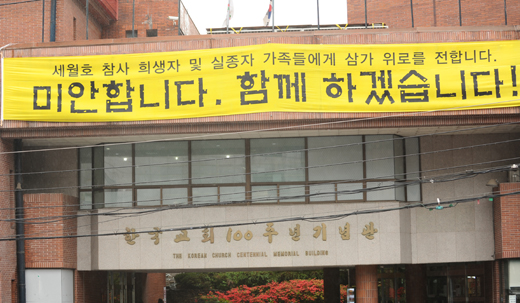 세월호 참사 희생자 및 실종자 가족들에게 삼가 위로를 전합니다.
미안합니다. 함께 하겠습니다!
한국교회100주년기념관
THE KOREAN CHURCH CENTENNIAL MEMORIAL BUILDING